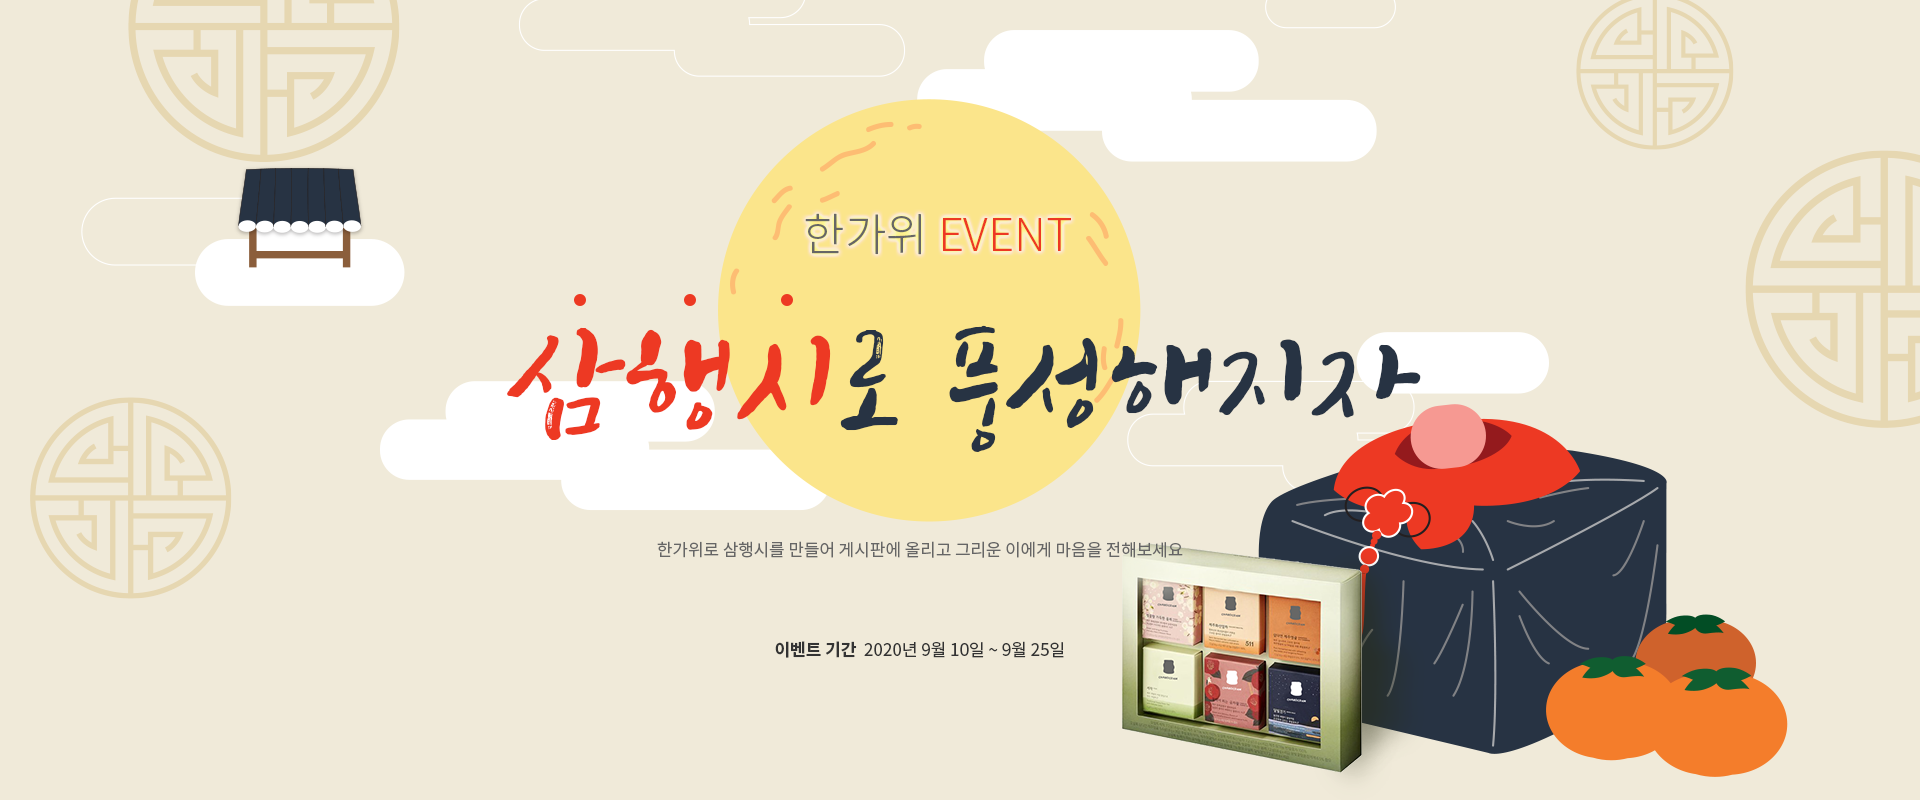 한가위 EVENT
삼행시로 풍성해지자
한가위로 삼행시를 만들어 게시판에 올리고 그리운 이에게 마음을 전해보세요
이벤트 기간 2020년 9월 10일 ~ 9월 25일